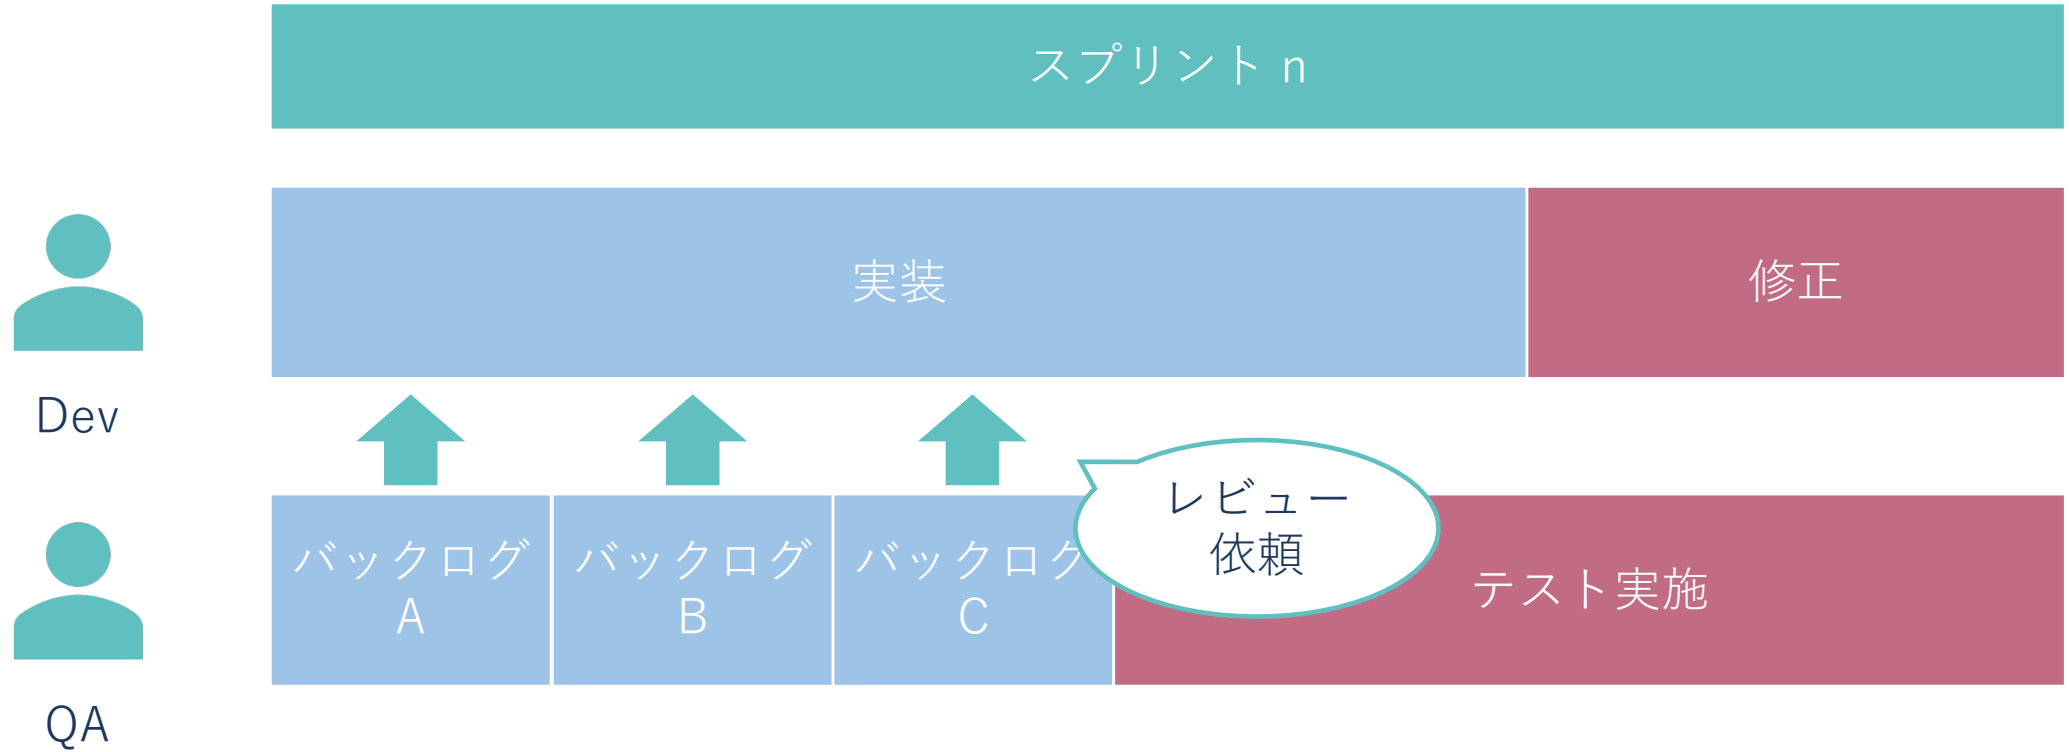 スプリント n
実装
修正
Dev
レビュー
依頼
バックログ
A
バックログ
B
バックログ
C
テスト実施
QA